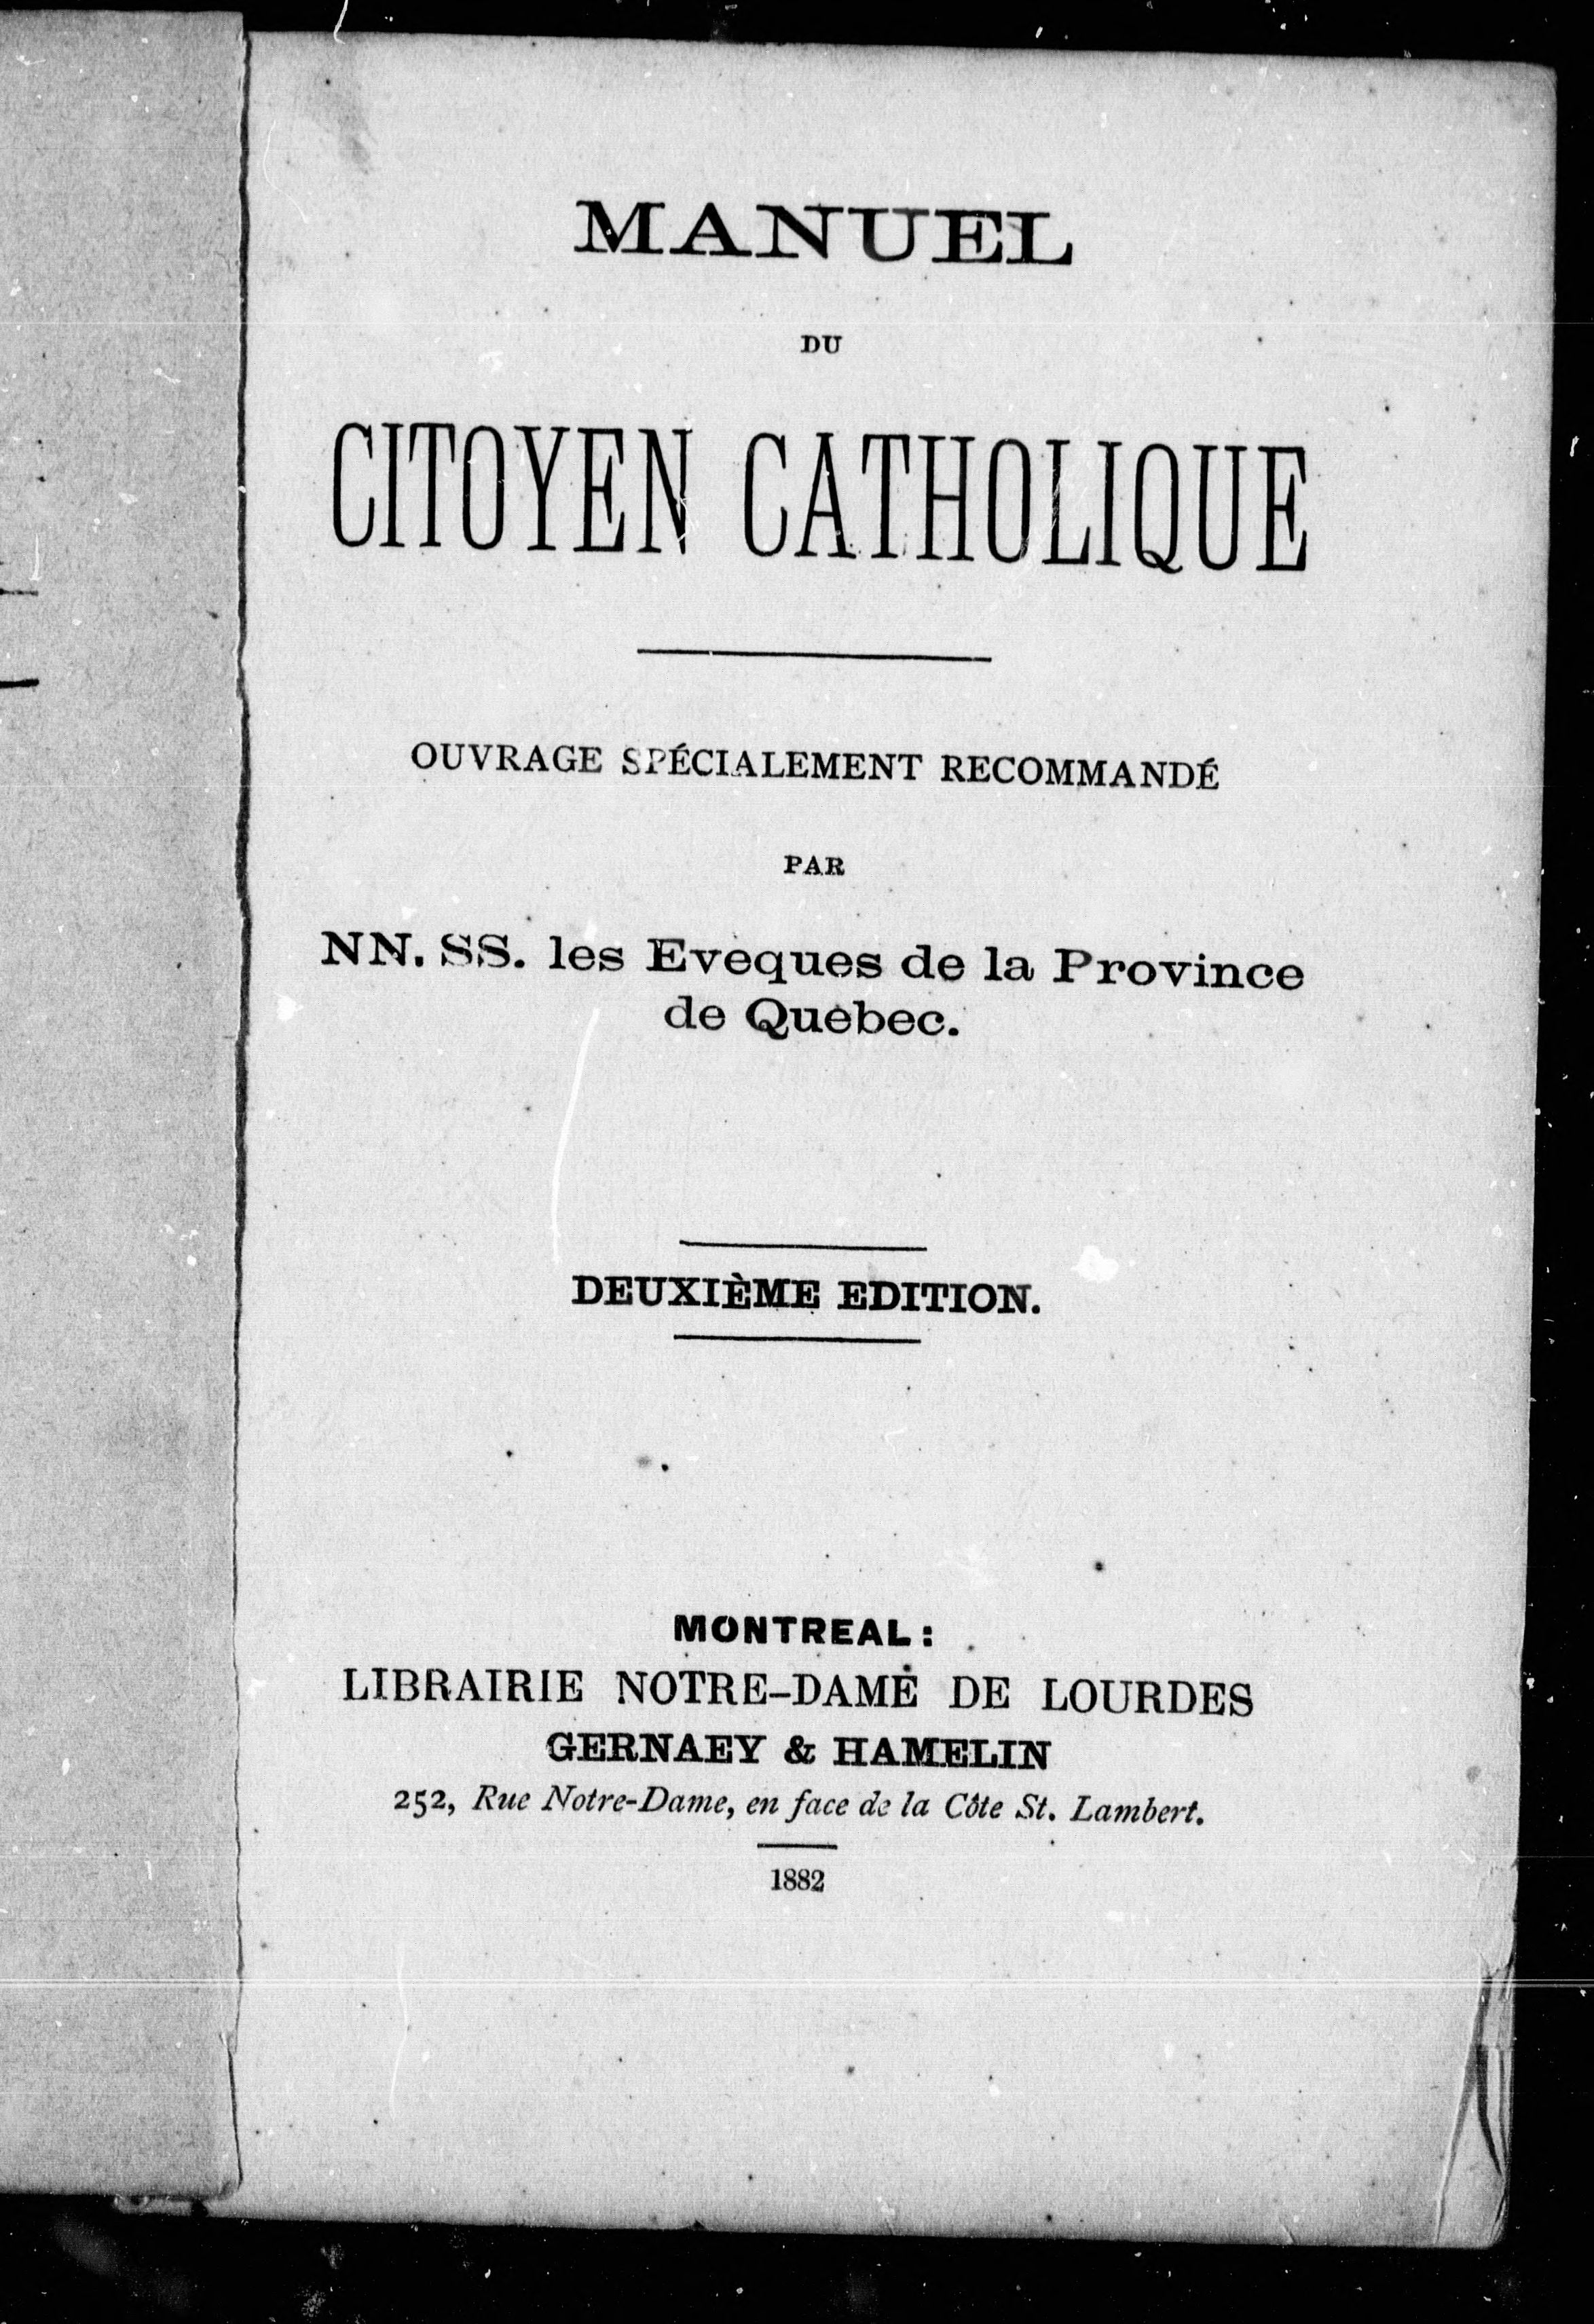 MANUEL
DU
CITOYEN CATHOLIQUE
OUVRAGE SPÉCIALEMENT RECOMMANDÉ
PAR
NN. SS. les Eveques de la Province
de Quebec.
DEUXIÈME EDITION.
MONTREAL:
LIBRAIRIE NOTRE-DAME DE LOURDES
GERNAEY & HAMELIN
252, Rue Notre-Dame, en face de la Côte St. Lambert.
1882